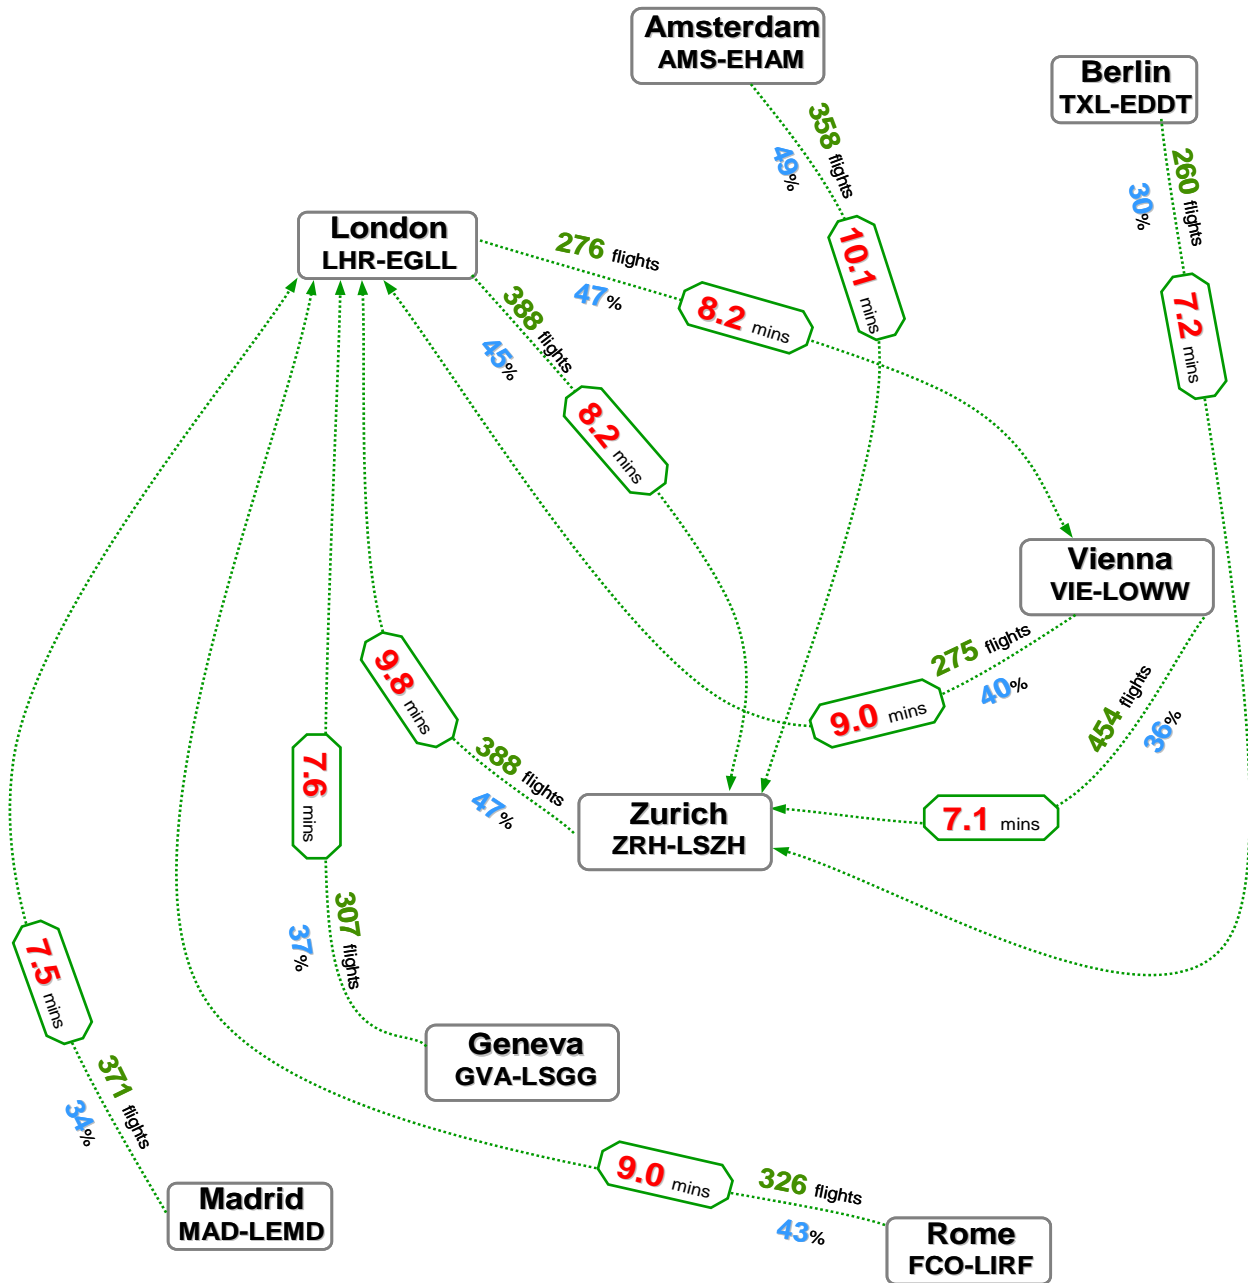 Amsterdam
AMS-EHAM
Berlin
TXL-EDDT
358 flights
49%
260 flights
30%
London
LHR-EGLL
276 flights
47%
10.1 mins
8.2 mins
7.2 mins
388 flights
45%
8.2 mins
Vienna
VIE-LOWW
275 flights
40%
9.8 mins
9.0 mins
454 flights
36%
388 flights
47%
7.6 mins
Zurich
ZRH-LSZH
7.1 mins
307 flights
37%
7.5 mins
Geneva
GVA-LSGG
371 flights
34%
9.0 mins
326 flights
43%
Madrid
MAD-LEMD
Rome
FCO-LIRF